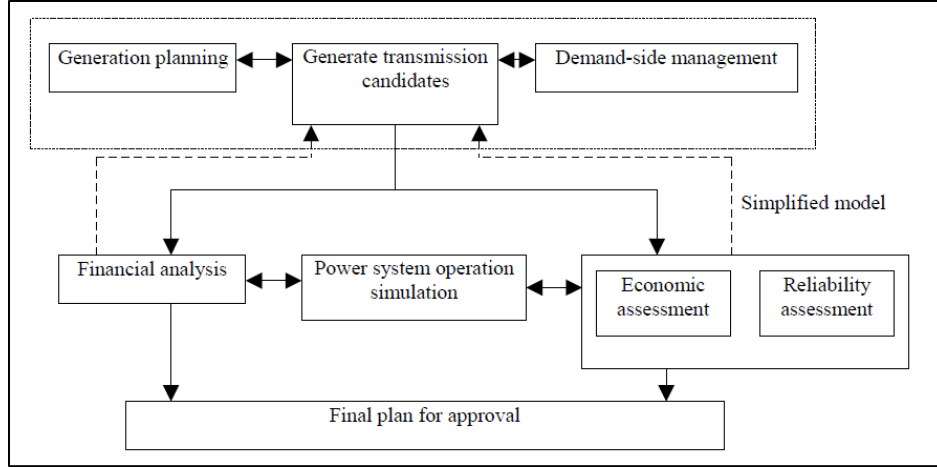 Generation planning
Generate transmission
candidates
Demand-side management
Simplified model
Financial analysis
Power system operation
simulation
Economic
assessment
Reliability
assessment
Final plan for approval